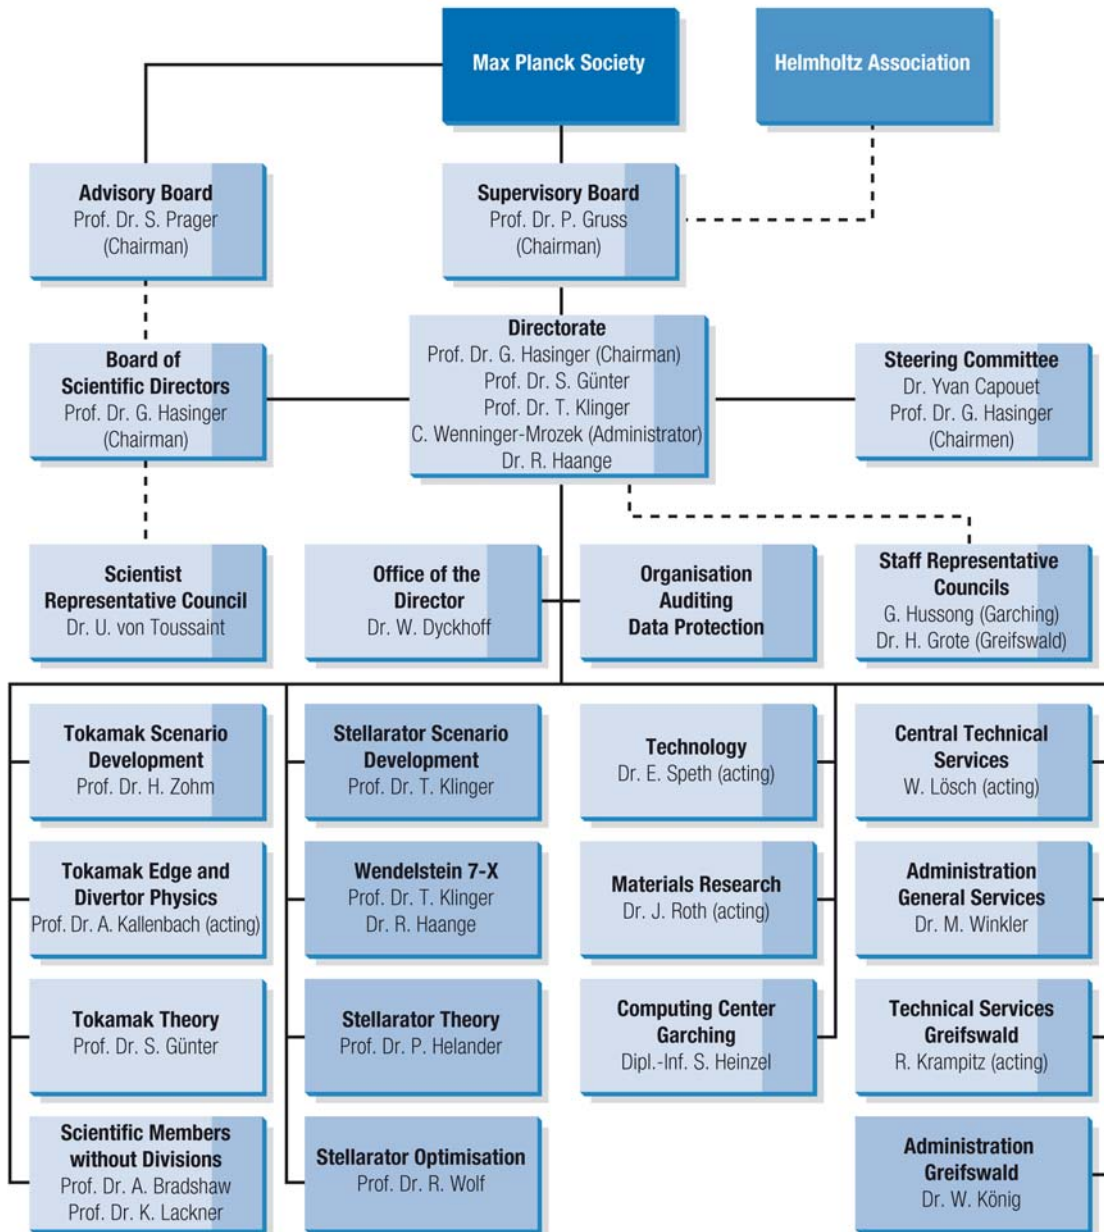 Max Planck Society
Helmholtz Association
Advisory Board
Prof. Dr. S. Prager
(Chairman)
Supervisory Board
Prof. Dr. P. Gruss
(Chairman)
Board of
Scientific Directors
Prof. Dr. G. Hasinger
(Chairman)
Directorate
Prof. Dr. G. Hasinger (Chairman)
Prof. Dr. S. Günter
Prof. Dr. T. Klinger
C. Wenninger-Mrozek (Administrator)
Dr. R. Haange
Steering Committee
Dr. Yvan Capouet
Prof. Dr. G. Hasinger
(Chairmen)
Scientist
Representative Council
Dr. U. von Toussaint
Office of the
Director
Dr. W. Dyckhoff
Organisation
Auditing
Data Protection
Staff Representative
Councils
G. Hussong (Garching)
Dr. H. Grote (Greifswald)
Tokamak Scenario
Development
Prof. Dr. H. Zohm
Stellarator Scenario
Development
Prof. Dr. T. Klinger
Technology
Dr. E. Speth (acting)
Central Technical
Services
W. Lösch (acting)
Tokamak Edge and
Divertor Physics
Prof. Dr. A. Kallenbach (acting)
Wendelstein 7-X
Prof. Dr. T. Klinger
Dr. R. Haange
Materials Research
Dr. J. Roth (acting)
Administration
General Services
Dr. M. Winkler
Tokamak Theory
Prof. Dr. S. Günter
Stellarator Theory
Prof. Dr. P. Helander
Computing Center
Garching
Dipl.-Inf. S. Heinzel
Technical Services
Greifswald
R. Krampitz (acting)
Scientific Members
without Divisions
Prof. Dr. A. Bradshaw
Prof. Dr. K. Lackner
Stellarator Optimisation
Prof. Dr. R. Wolf
Administration
Greifswald
Dr. W. König